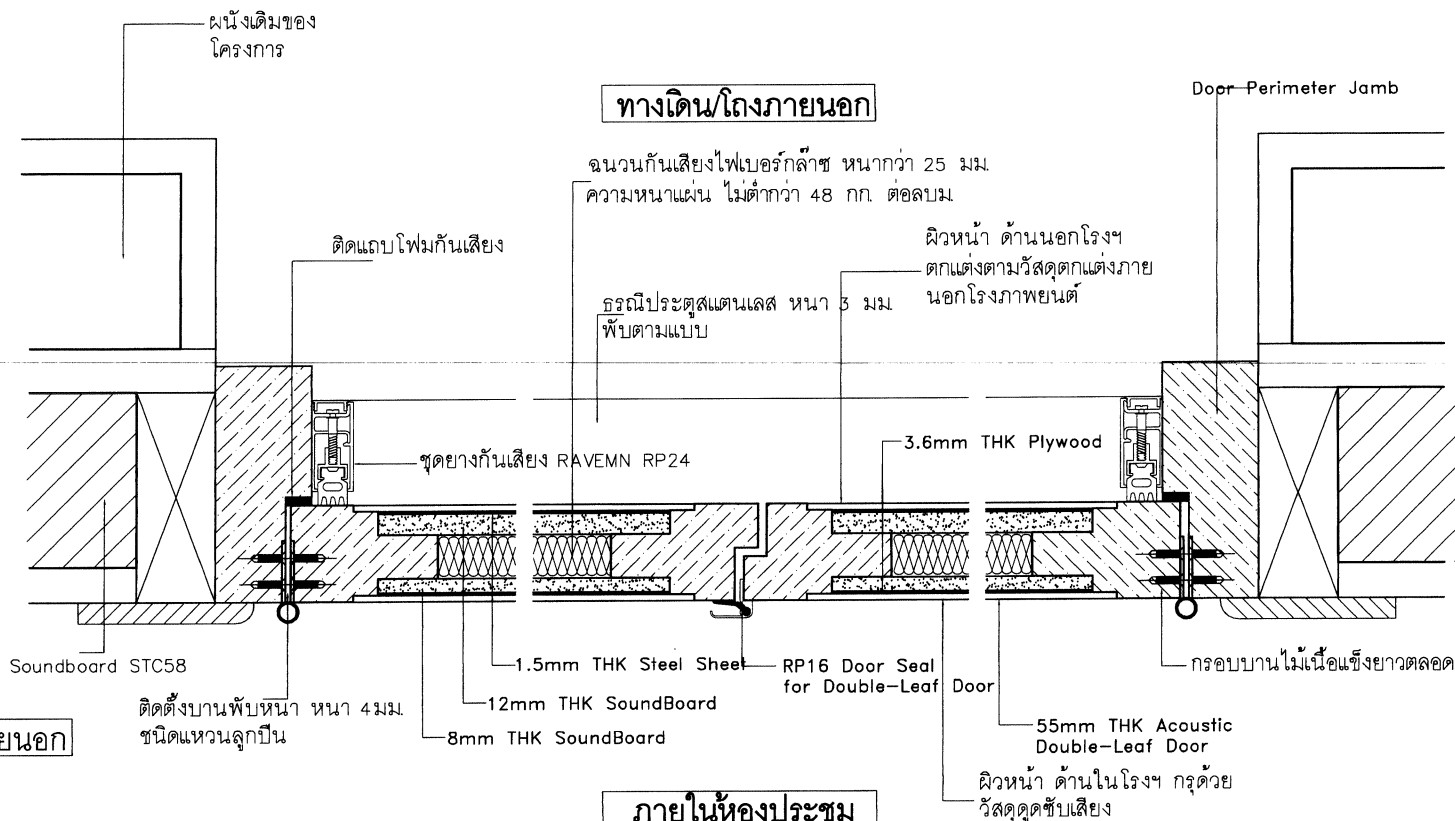 ผนังเดิมของ
โครงการ
ทางเดิน/โถงภายนอก
Door Perimeter Jamb
ฉนวนกันเสียงไฟเบอร์กล๊าซ หนากว่า 25 มม.
ความหนาแผ่น ไม่ต่ำกว่า 48 กก. ต่อลบม.
ติดแถบโฟมกันเสียง
ผิวหน้า ด้านนอกโรงฯ
ตกแต่งตามวัสดุตกแต่งภาย
นอกโรงภาพยนต์
ธรณีประตูสแตนเลส หนา 3 มม.
พับตามแบบ
3.6mm THK Plywood
ชุดยางกันเสียง RAVEMN RP24
Soundboard STC58
1.5mm THK Steel Sheet
RP16 Door Seal
for Double-Leaf Door
กรอบบานไม้เนื้อแข็งยาวตลอด
12mm THK SoundBoard
ติดตั้งบานพับหนา หนา 4มม.
ชนิดแหวนลูกปืน
8mm THK SoundBoard
55mm THK Acoustic
Double-Leaf Door
ยนอก
ผิวหน้า ด้านในโรงฯ กรุด้วย
วัสดุดูดซับเสียง
ภายในห้องประชุม